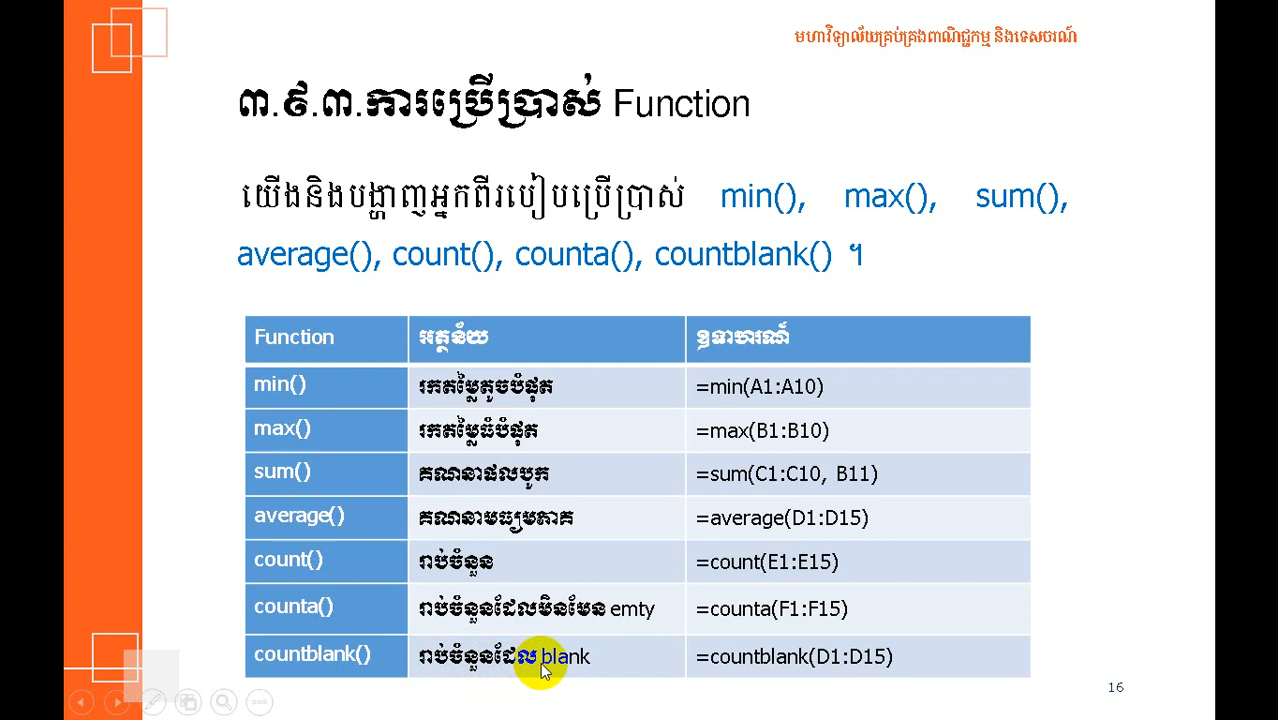 មហាវិទ្យាល័យគ្រប់គ្រងពាណិជ្ជកម្ម និងទេសចរណ៍
៣.៩.៣.ការប្រើប្រាស់ Function
យើងនិងបង្ហាញអ្នកពីរបៀបប្រើប្រាស់ min(), max(), sum(),
average(), count(), counta(), countblank() ។
Function អត្ថន័យ ឧទាហរណ៍
min() រកតម្លៃតូចបំផុត =min(A1:A10)
max() រកតម្លៃធំបំផុត =max(B1:B10)
sum() គណនាផលបូក =sum(C1:C10, B11)
average() គណនាមធ្យមភាគ =average(D1:D15)
count() រាប់ចំនួន =count(E1:E15)
counta() រាប់ចំនួនដែលមិនមែន emty =counta(F1:F15)
countblank() រាប់ចំនួនដែល blank =countblank(D1:D15)
16